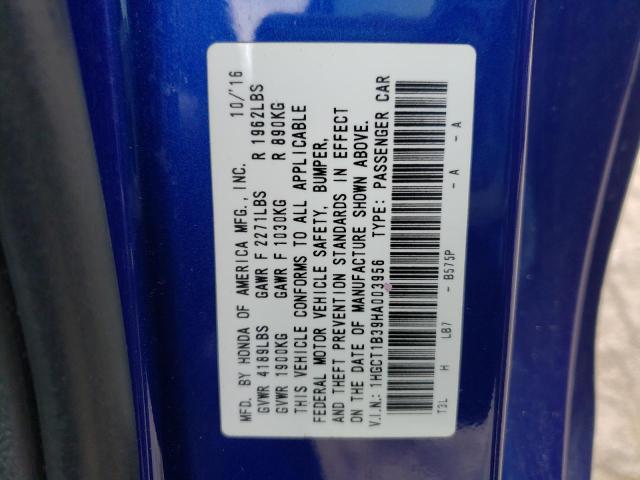 MFD. BY HONDA OF AMERICA MFG., INC. 10/'16
GVWR 4189LBS GAWR F 2271LBS R 1962LBS
GVWR 1900KG GAWR F 1030KG R 890KG
THIS VEHICLE CONFORMS TO ALL APPLICABLE
FEDERAL MOTOR VEHICLE SAFETY, BUMPER,
AND THEFT PREVENTION STANDARDS IN EFFECT
ON THE DATE OF MANUFACTURE SHOWN ABOVE.
V.I.N.: 1HGCT1B39HA003956 TYPE: PASSENGER CAR
T3L H LB7 - B575P - A - A